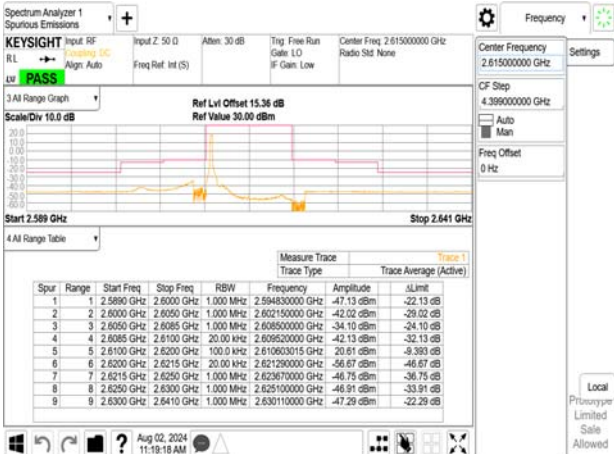 Spectrum Analyzer 1
Spurious Emissions
Frequency
KEYSIGHT Input: RF Input Z: 50 Ω Atten: 30 dB Trig: Free Run Center Freq: 2.615000000 GHz
RL Coupling: DC Gate: LO Radio Std: None
Align: Auto Freq Ref: Int (S) IF Gain: Low
PASS
Center Frequency
2.615000000 GHz
Settings
CF Step
4.399000000 GHz
Auto
Man
Freq Offset
0 Hz
3 All Range Graph
Ref Lvl Offset 15.36 dB
Scale/Div 10.0 dB Ref Value 30.00 dBm
20.0
10.0
0.00
-10.0
-20.0
-30.0
-40.0
-50.0
-60.0
Start 2.589 GHz Stop 2.641 GHz
4 All Range Table
Measure Trace Trace 1
Trace Type Trace Average (Active)
Spur Range Start Freq Stop Freq RBW Frequency Amplitude ΔLimit
1 1 2.5890 GHz 2.6000 GHz 1.000 MHz 2.594830000 GHz -47.13 dBm -22.13 dB
2 2 2.6000 GHz 2.6050 GHz 1.000 MHz 2.602150000 GHz -42.02 dBm -29.02 dB
3 3 2.6050 GHz 2.6085 GHz 1.000 MHz 2.608500000 GHz -34.10 dBm -24.10 dB
4 4 2.6085 GHz 2.6100 GHz 20.00 kHz 2.609520000 GHz -42.13 dBm -32.13 dB
5 5 2.6100 GHz 2.6200 GHz 100.0 kHz 2.610603015 GHz 20.61 dBm -9.393 dB
6 6 2.6200 GHz 2.6215 GHz 20.00 kHz 2.621290000 GHz -56.67 dBm -46.67 dB
7 7 2.6215 GHz 2.6250 GHz 1.000 MHz 2.623670000 GHz -46.75 dBm -36.75 dB
8 8 2.6250 GHz 2.6300 GHz 1.000 MHz 2.625100000 GHz -46.91 dBm -33.91 dB
9 9 2.6300 GHz 2.6410 GHz 1.000 MHz 2.630110000 GHz -47.29 dBm -22.29 dB
Local
Prototype
Limited
Sale
Allowed
Aug 02, 2024
11:19:18 AM